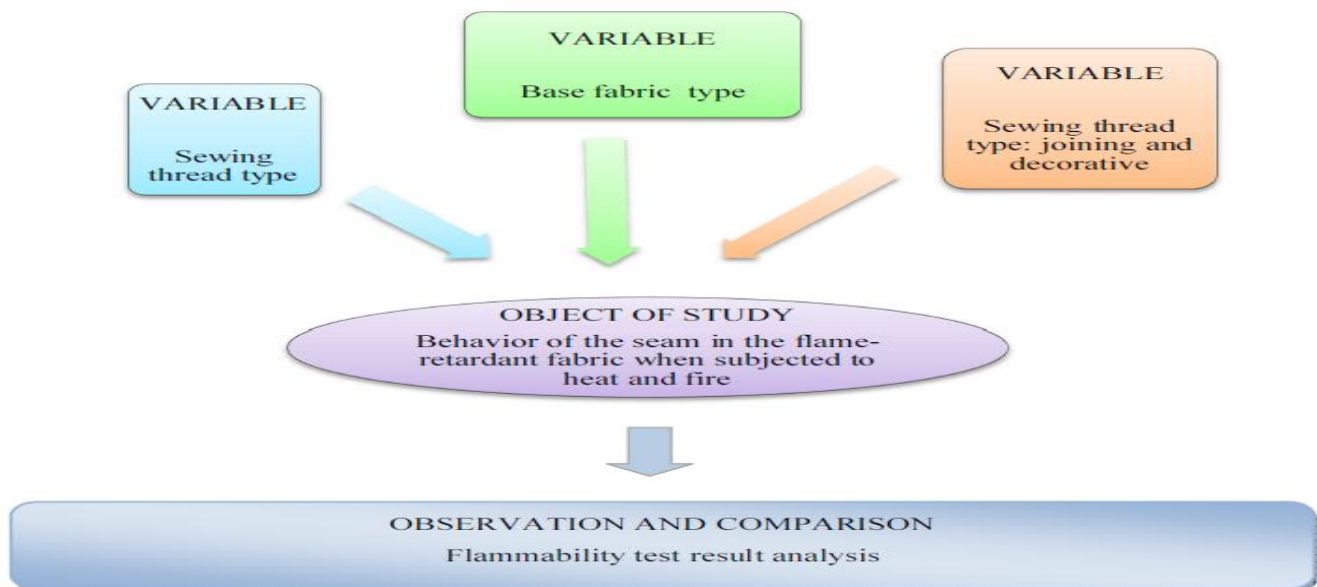 VARIABLE
Sewing
thread type
VARIABLE
Base fabric type
VARIABLE
Sewing thread
type: joining and
decorative
OBJECT OF STUDY
Behavior of the seam in the flame-
retardant fabric when subjected to
heat and fire
OBSERVATION AND COMPARISON
Flammability test result analysis